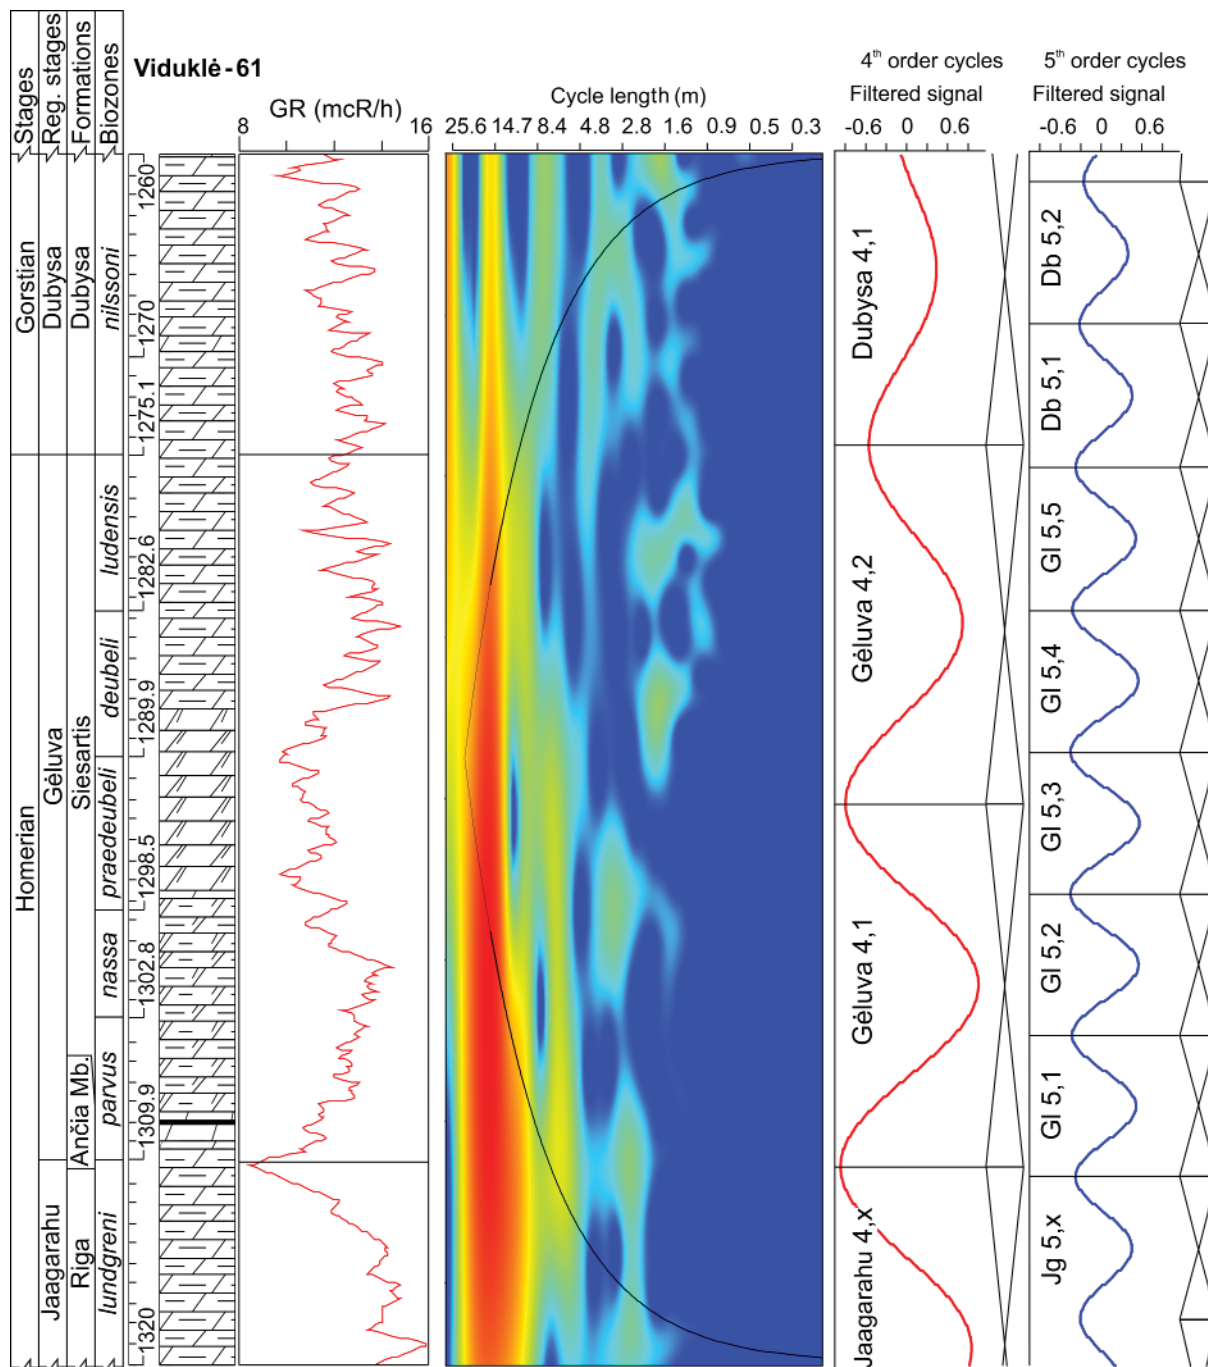 Viduklė-61
Stages
Reg. stages
Formations
Biozones
GR (mcR/h)
8 16
Cycle length (m)
25.6 14.7 8.4 4.8 2.8 1.6 0.9 0.5 0.3
4th order cycles
Filtered signal
-0.6 0 0.6
5th order cycles
Filtered signal
-0.6 0 0.6
Gorstian
Dubysa
Dubysa
nilssoni
Homerian
Gėluva
Siesartis
ludensis
deubeli
praedeubeli
nassa
parvus
Ančia Mb.
Jaagarahu
Riga
lundgreni
1260
1270
1275.1
1282.6
1289.9
1298.5
1302.8
1309.9
1320
Dubysa 4,1
Gėluva 4,2
Gėluva 4,1
Jaagarahu 4,x
Db 5,2
Db 5,1
Gl 5,5
Gl 5,4
Gl 5,3
Gl 5,2
Gl 5,1
Jg 5,x